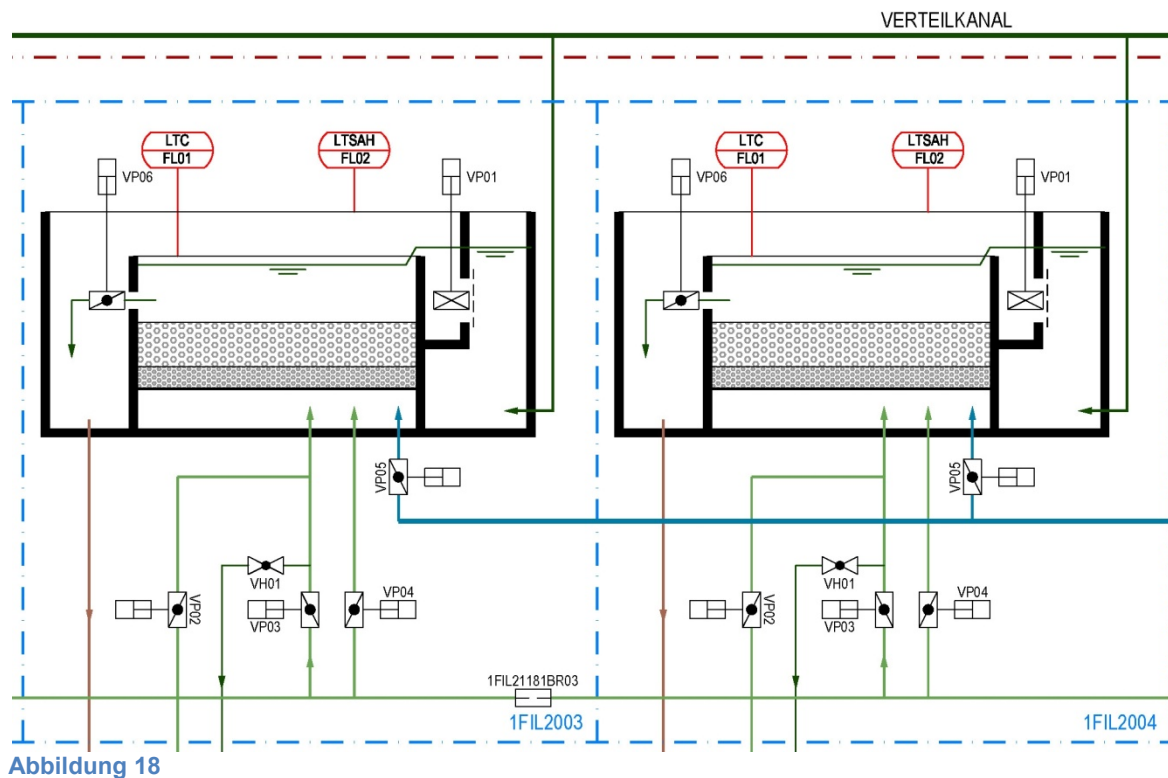 VERTEILKANAL
LTC
FL01
LTSAH
FL02
VP06
VP01
LTC
FL01
LTSAH
FL02
VP06
VP01
VP05
VP05
VH01
VP02
VP03
VP04
VH01
VP02
VP03
VP04
1FIL21181BR03
1FIL2003
1FIL2004
Abbildung 18